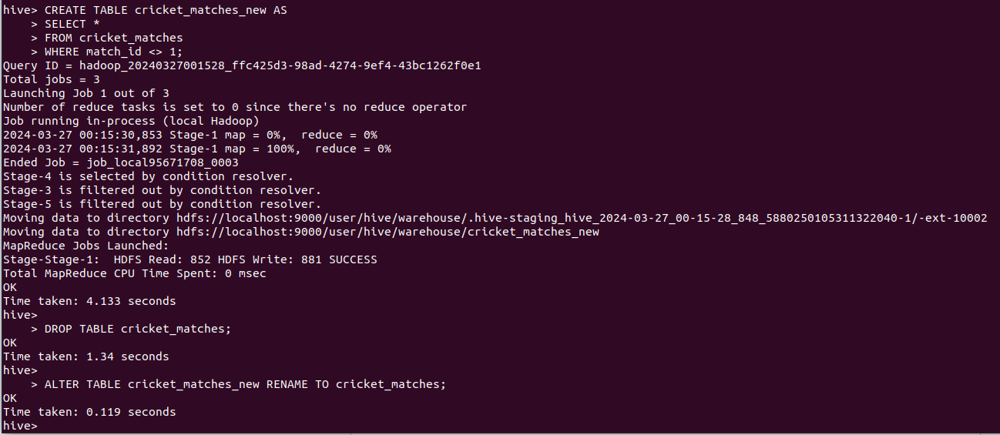 hive> CREATE TABLE cricket_matches_new AS
    > SELECT *
    > FROM cricket_matches
    > WHERE match_id <> 1;
Query ID = hadoop_20240327001528_ffc425d3-98ad-4274-9ef4-43bc1262f0e1
Total jobs = 3
Launching Job 1 out of 3
Number of reduce tasks is set to 0 since there's no reduce operator
Job running in-process (local Hadoop)
2024-03-27 00:15:30,853 Stage-1 map = 0%,  reduce = 0%
2024-03-27 00:15:31,892 Stage-1 map = 100%,  reduce = 0%
Ended Job = job_local95671708_0003
Stage-4 is selected by condition resolver.
Stage-3 is filtered out by condition resolver.
Stage-5 is filtered out by condition resolver.
Moving data to directory hdfs://localhost:9000/user/hive/warehouse/.hive-staging_hive_2024-03-27_00-15-28_848_5880250105311322040-1/-ext-10002
Moving data to directory hdfs://localhost:9000/user/hive/warehouse/cricket_matches_new
MapReduce Jobs Launched:
Stage-Stage-1:  HDFS Read: 852 HDFS Write: 881 SUCCESS
Total MapReduce CPU Time Spent: 0 msec
OK
Time taken: 4.133 seconds
hive>
    > DROP TABLE cricket_matches;
OK
Time taken: 1.34 seconds
hive>
    > ALTER TABLE cricket_matches_new RENAME TO cricket_matches;
OK
Time taken: 0.119 seconds
hive>